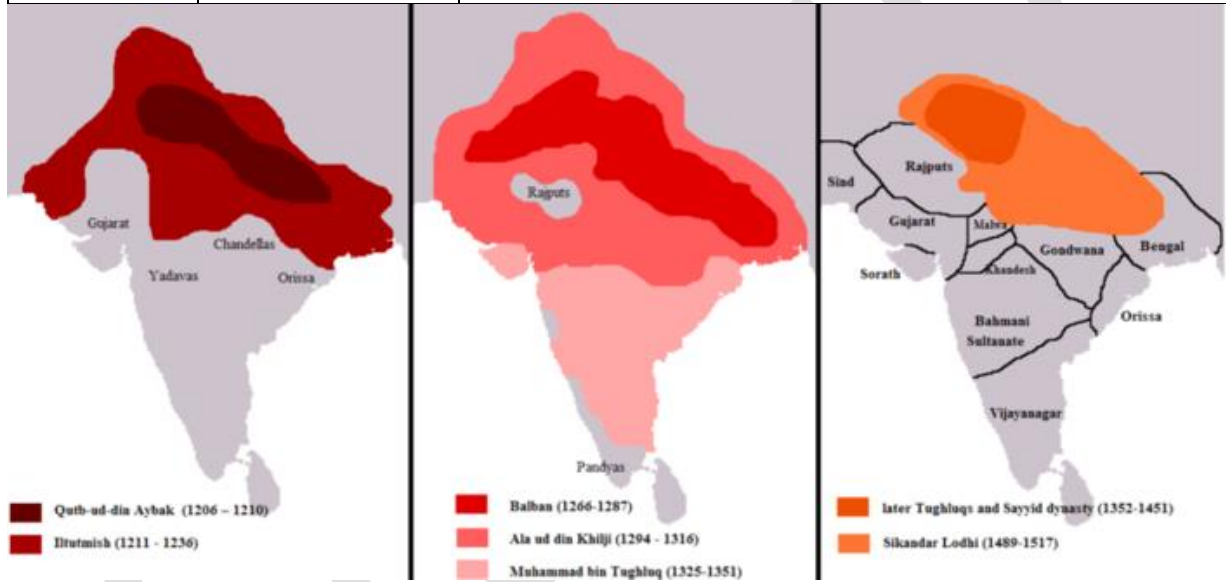 Gujarat
Chandellas
Yadavas
Orissa
Qutb-ud-din Aybak (1206 – 1210)
Iltutmish (1211 - 1236)
Rajputs
Pandyas
Balban (1266-1287)
Ala ud din Khilji (1294 - 1316)
Muhammad bin Tughluq (1325-1351)
Rajputs
Sind
Gujarat
Malwa
Gondwana
Bengal
Sorath
Khandesh
Orissa
Bahmani
Sultanate
Vijayanagar
later Tughluqs and Sayyid dynasty (1352-1451)
Sikandar Lodhi (1489-1517)